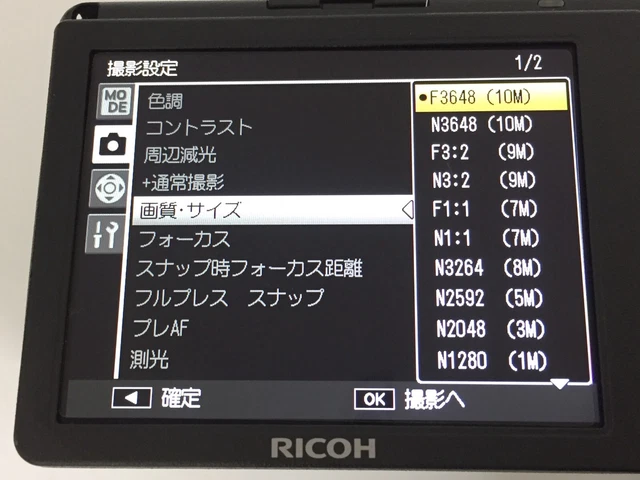 撮影設定 1/2
MODE
色調
コントラスト
周辺減光
+通常撮影
画質・サイズ
フォーカス
スナップ時フォーカス距離
フルプレス スナップ
プレAF
測光
●F3648 (10M)
N3648 (10M)
F3:2 (9M)
N3:2 (9M)
F1:1 (7M)
N1:1 (7M)
N3264 (8M)
N2592 (5M)
N2048 (3M)
N1280 (1M)
◀ 確定 OK 撮影へ
RICOH